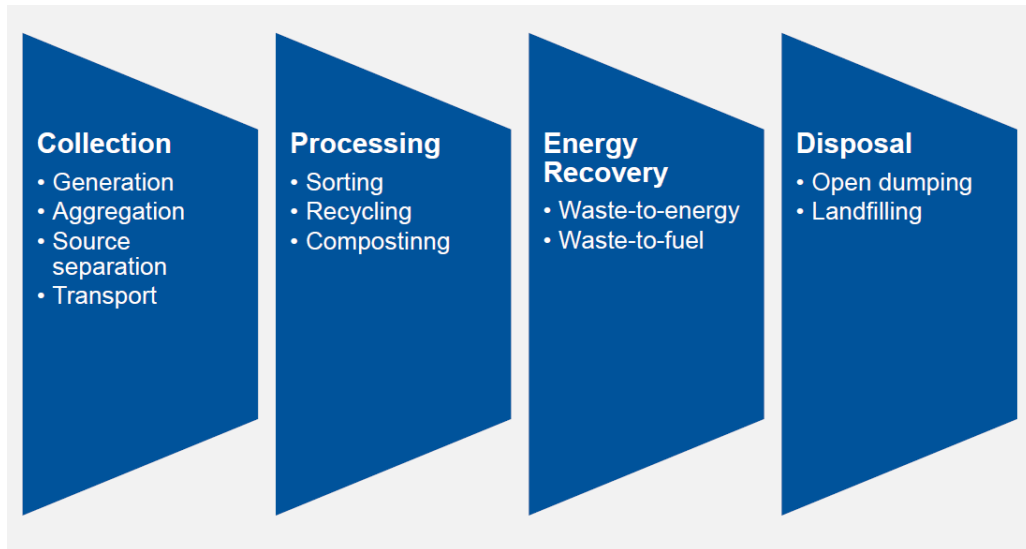 Collection
• Generation
• Aggregation
• Source
separation
• Transport
Processing
• Sorting
• Recycling
• Compostinng
Energy
Recovery
• Waste-to-energy
• Waste-to-fuel
Disposal
• Open dumping
• Landfilling